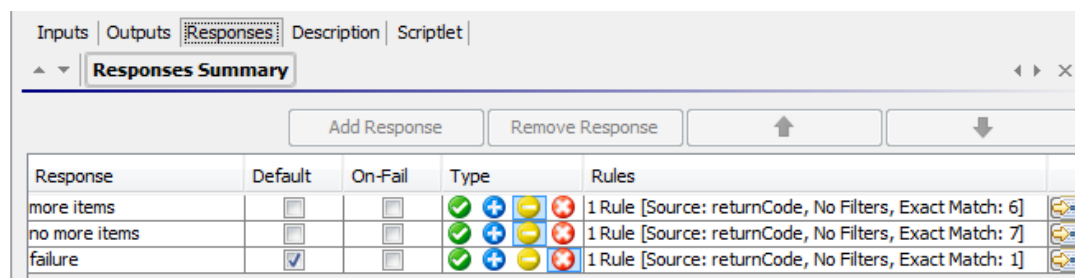 Inputs Outputs Responses Description Scriptlet
Responses Summary
Add Response Remove Response
Response Default On-Fail Type Rules
more items 1 Rule [Source: returnCode, No Filters, Exact Match: 6]
no more items 1 Rule [Source: returnCode, No Filters, Exact Match: 7]
failure 1 Rule [Source: returnCode, No Filters, Exact Match: 1]